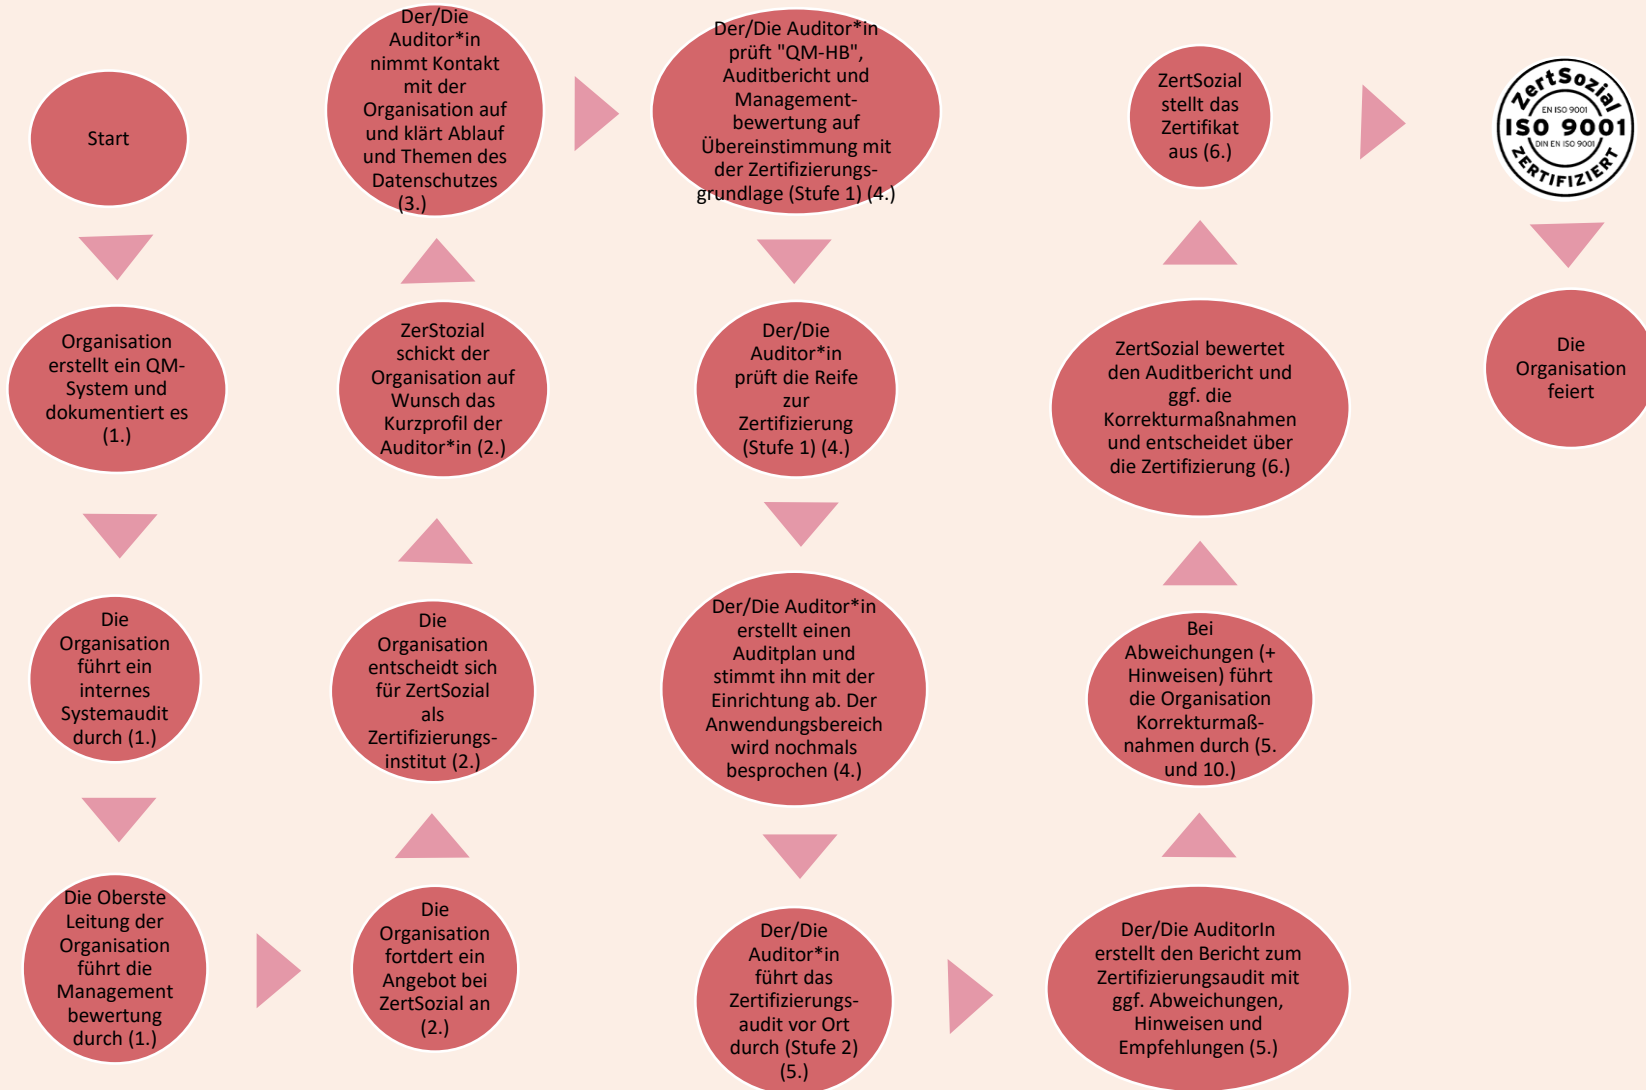 Start
Organisation
erstellt ein QM-
System und
dokumentiert es
(1.)
Die
Organisation
führt ein
internes
Systemaudit
durch (1.)
Die Oberste
Leitung der
Organisation
führt die
Management
bewertung
durch (1.)
Die
Organisation
fortdert ein
Angebot bei
ZertSozial an
(2.)
Die
Organisation
entscheidt sich
für ZertSozial
als
Zertifizierungs-
institut (2.)
ZerStozial
schickt der
Organisation auf
Wunsch das
Kurzprofil der
Auditor*in (2.)
Der/Die
Auditor*in
nimmt Kontakt
mit der
Organisation auf
und klärt Ablauf
und Themen des
Datenschutzes
(3.)
Der/Die Auditor*in
prüft "QM-HB",
Auditbericht und
Management-
bewertung auf
Übereinstimmung mit
der Zertifizierungs-
grundlage (Stufe 1) (4.)
Der/Die
Auditor*in
prüft die Reife
zur
Zertifizierung
(Stufe 1) (4.)
Der/Die Auditor*in
erstellt einen
Auditplan und
stimmt ihn mit der
Einrichtung ab. Der
Anwendungsbereich
wird nochmals
besprochen (4.)
Der/Die
Auditor*in
führt das
Zertifizierungs-
audit vor Ort
durch (Stufe 2)
(5.)
Der/Die AuditorIn
erstellt den Bericht zum
Zertifizierungsaudit mit
ggf. Abweichungen,
Hinweisen und
Empfehlungen (5.)
Bei
Abweichungen (+
Hinweisen) führt
die Organisation
Korrekturmaß-
nahmen durch (5.
und 10.)
ZertSozial bewertet
den Auditbericht und
ggf. die
Korrekturmaßnahmen
und entscheidet über
die Zertifizierung (6.)
ZertSozial
stellt das
Zertifikat
aus (6.)
ZertSozial
EN ISO 9001
ISO 9001
DIN EN ISO 9001
ZERTIFIZIERT
Die
Organisation
feiert